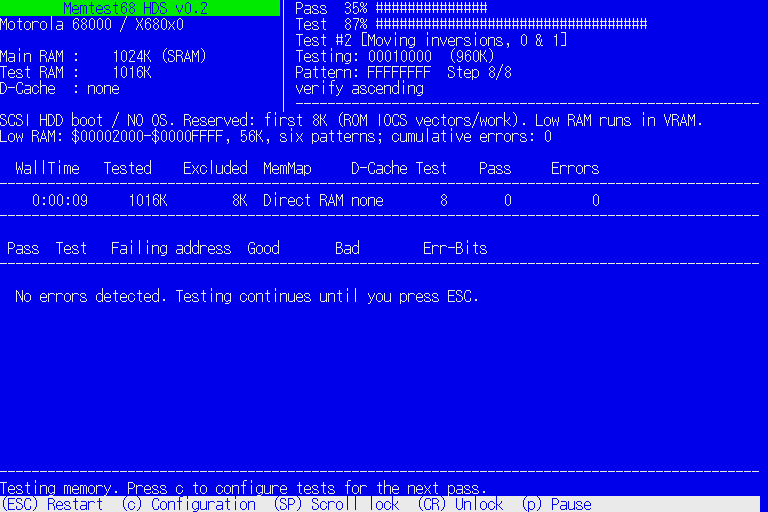 Memtest68 HDS v0.2
Pass 35% ##############
Test 87% ##################################
Motorola 68000 / X680x0
Test #2 [Moving inversions, 0 & 1]
Main RAM : 1024K (SRAM)
Testing: 00010000 (960K)
Test RAM : 1016K
Pattern: FFFFFFFF Step 8/8
D-Cache : none
verify ascending
SCSI HDD boot / NO OS. Reserved: first 8K (ROM IOCS vectors/work). Low RAM runs in VRAM.
Low RAM: $00002000-$0000FFFF, 56K, six patterns; cumulative errors: 0
WallTime Tested Excluded MemMap D-Cache Test Pass Errors
0:00:09 1016K 8K Direct RAM none 8 0 0
Pass Test Failing address Good Bad Err-Bits
No errors detected. Testing continues until you press ESC.
Testing memory. Press c to configure tests for the next pass.
(ESC) Restart (c) Configuration (SP) Scroll lock (CR) Unlock (p) Pause